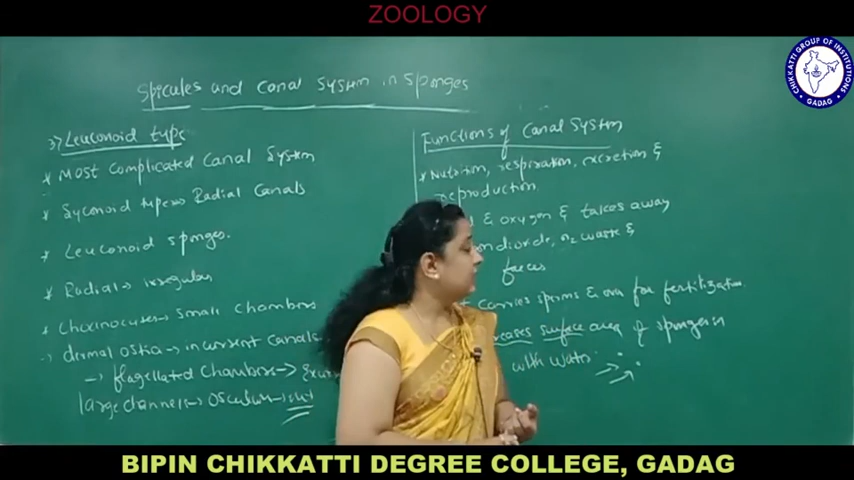 ZOOLOGY
CHIKKATTI GROUP OF INSTITUTIONS
GADAG
Spicules and canal system in sponges
3) Leuconoid type
* Most complicated canal system
* Syconoid type Radial canals
* Leuconoid sponges.
* Radial → irregular
* Choanocytes → small chambers
→ dermal ostia → incurrent canals
→ flagellated chambers →
large channels → osculum → out
Functions of canal system
* Nutrition, respiration, excretion &
reproduction
& oxygen & takes away
waste &
faeces
carries sperms & ova for fertilization.
surface area of sponges in
with water
BIPIN CHIKKATTI DEGREE COLLEGE, GADAG